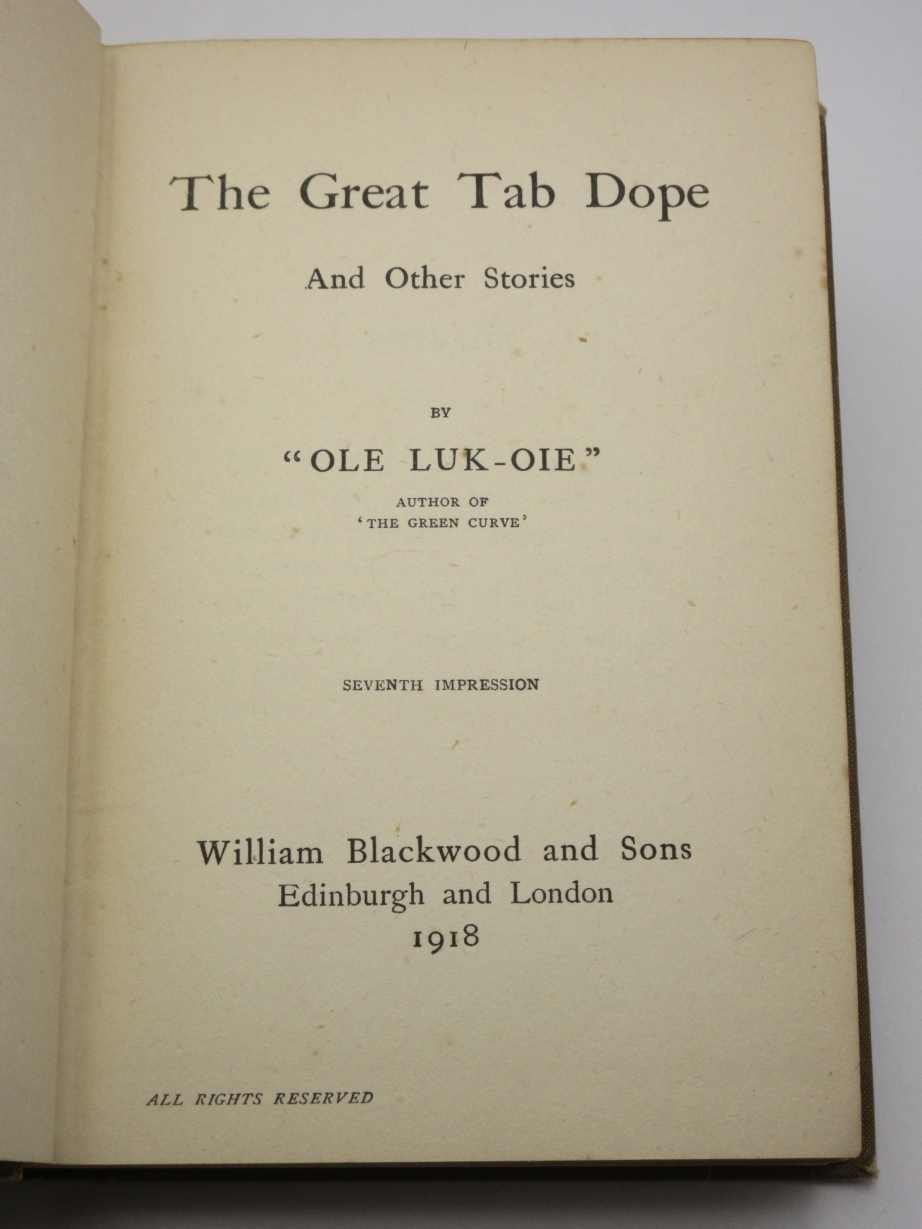 The Great Tab Dope
And Other Stories
BY
“OLE LUK-OIE”
AUTHOR OF
‘THE GREEN CURVE’
SEVENTH IMPRESSION
William Blackwood and Sons
Edinburgh and London
1918
ALL RIGHTS RESERVED